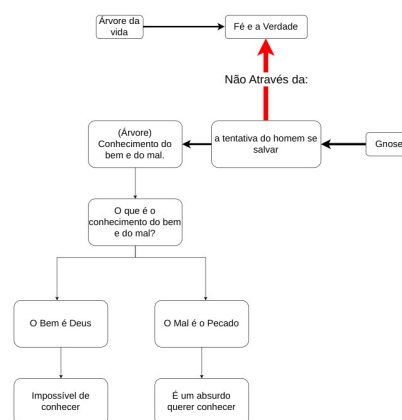 Árvore da
vida
Fé e a Verdade
Não Através da:
(Árvore)
Conhecimento do
bem e do mal.
a tentativa do homem se
salvar
Gnose
O que é o
conhecimento do bem
e do mal?
O Bem é Deus
O Mal é o Pecado
Impossível de
conhecer
É um absurdo
querer conhecer